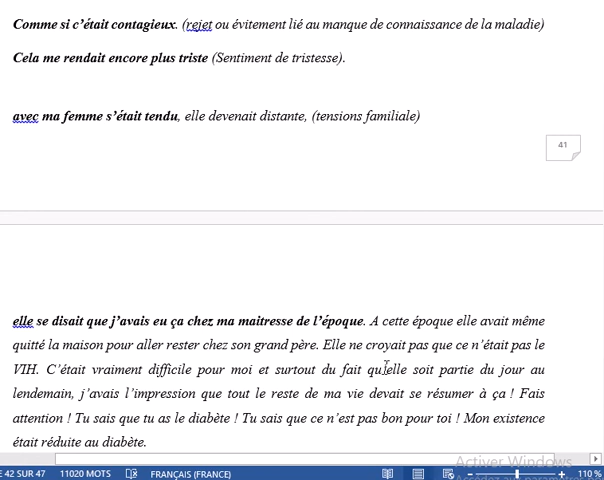 Comme si c’était contagieux. (rejet ou évitement lié au manque de connaissance de la maladie)
Cela me rendait encore plus triste (Sentiment de tristesse).
avec ma femme s’était tendu, elle devenait distante, (tensions familiale)
41
elle se disait que j’avais eu ça chez ma maitresse de l’époque. A cette époque elle avait même
quitté la maison pour aller rester chez son grand père. Elle ne croyait pas que ce n’était pas le
VIH. C’était vraiment difficile pour moi et surtout du fait qu’elle soit partie du jour au
lendemain, j’avais l’impression que tout le reste de ma vie devait se résumer à ça ! Fais
attention ! Tu sais que tu as le diabète ! Tu sais que ce n’est pas bon pour toi ! Mon existence
était réduite au diabète.
Activer Windows
E 42 SUR 47 11020 MOTS FRANÇAIS (FRANCE) 110 %